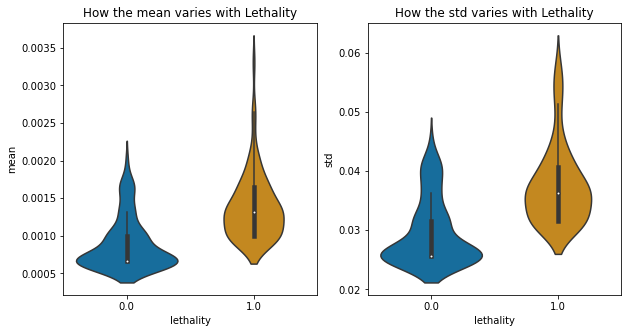 How the mean varies with Lethality
mean
0.0035
0.0030
0.0025
0.0020
0.0015
0.0010
0.0005
0.0
1.0
lethality
How the std varies with Lethality
std
0.06
0.05
0.04
0.03
0.02
0.0
1.0
lethality